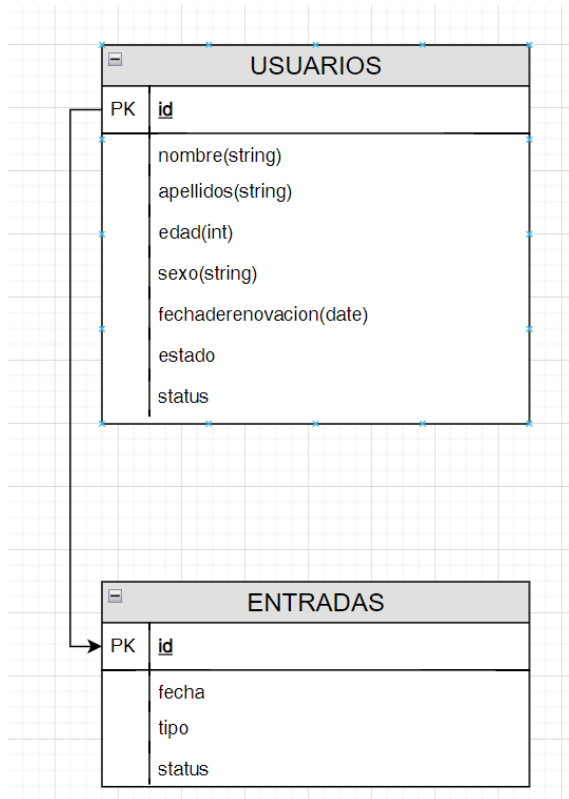 USUARIOS
PK id
nombre(string)
apellidos(string)
edad(int)
sexo(string)
fechaderenovacion(date)
estado
status
ENTRADAS
PK id
fecha
tipo
status